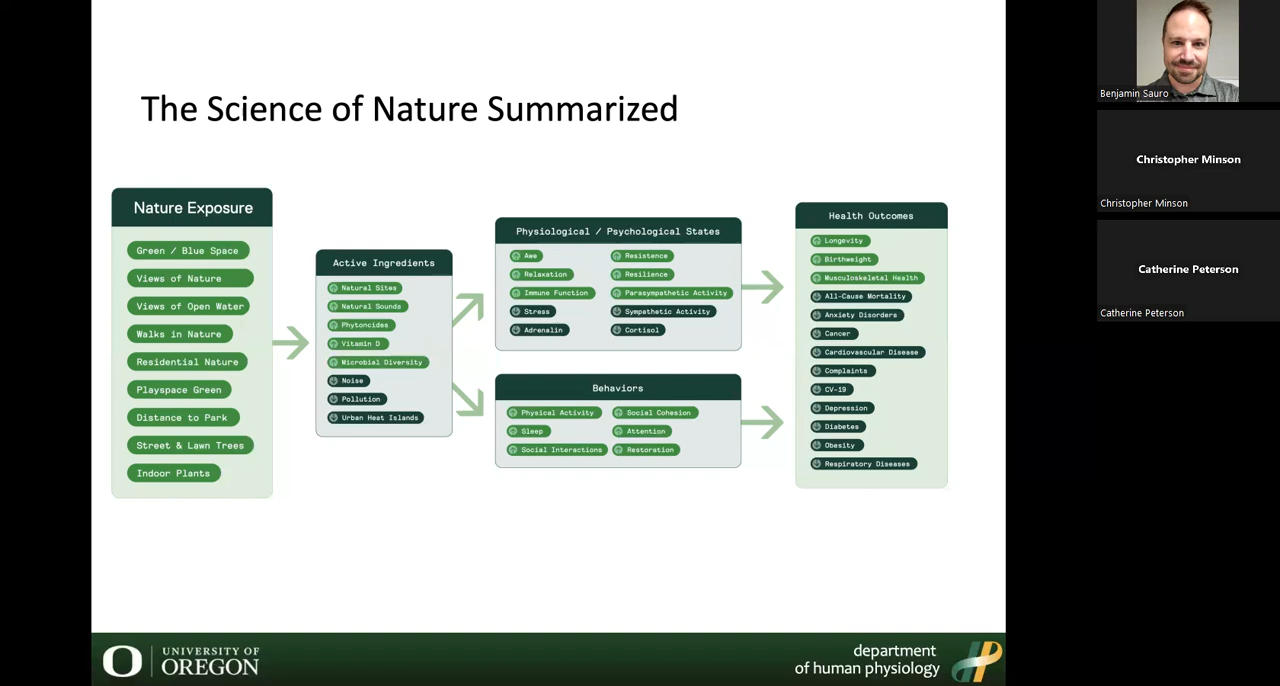 The Science of Nature Summarized
Nature Exposure
Green / Blue Space
Views of Nature
Views of Open Water
Walks in Nature
Residential Nature
Playspace Green
Distance to Park
Street & Lawn Trees
Indoor Plants
Active Ingredients
Natural Sites
Natural Sounds
Phytoncides
Vitamin D
Microbial Diversity
Noise
Pollution
Urban Heat Islands
Physiological / Psychological States
Awe
Relaxation
Immune Function
Stress
Adrenalin
Resistence
Resilience
Parasympathetic Activity
Sympathetic Activity
Cortisol
Behaviors
Physical Activity
Sleep
Social Interactions
Social Cohesion
Attention
Restoration
Health Outcomes
Longevity
Birthweight
Musculoskeletal Health
All-Cause Mortality
Anxiety Disorders
Cancer
Cardiovascular Disease
Complaints
CV-19
Depression
Diabetes
Obesity
Respiratory Diseases
O
UNIVERSITY OF
OREGON
department
of human physiology
Benjamin Sauro
Christopher Minson
Christopher Minson
Catherine Peterson
Catherine Peterson